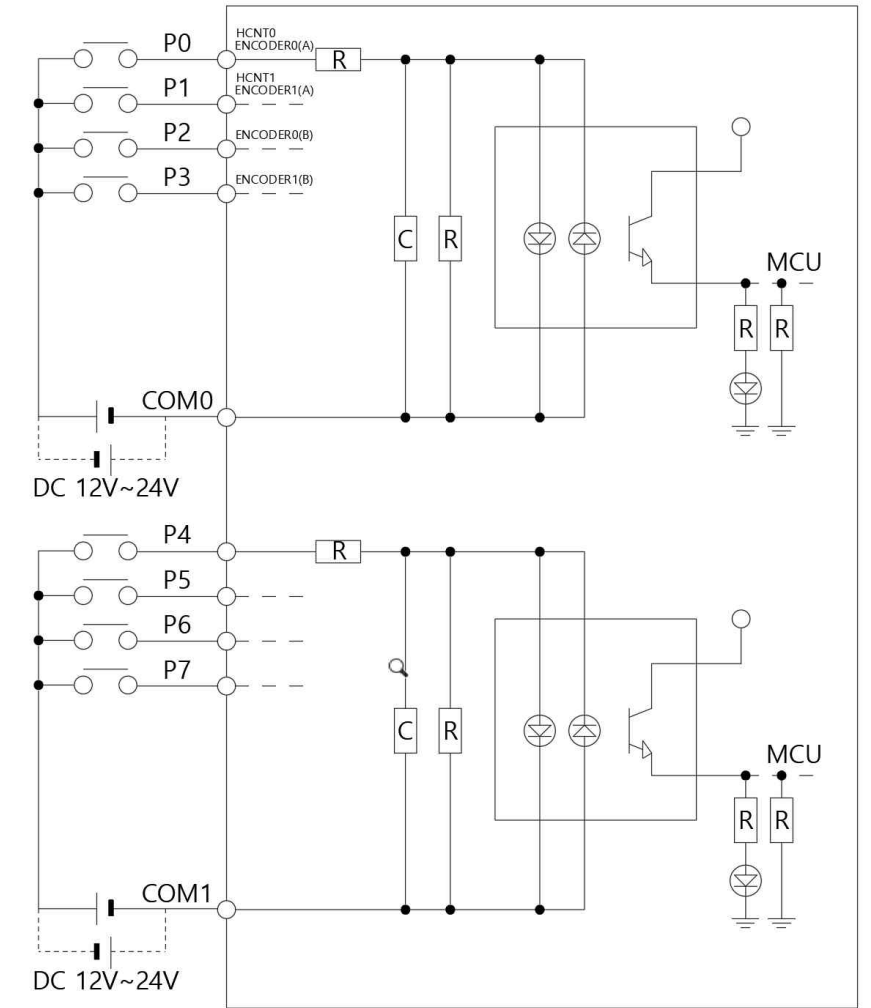 P0
HCNT0
ENCODER0(A)
R
P1
HCNT1
ENCODER1(A)
P2
ENCODER0(B)
P3
ENCODER1(B)
C
R
MCU
R
R
COM0
DC 12V~24V
P4
R
P5
P6
P7
C
R
MCU
R
R
COM1
DC 12V~24V